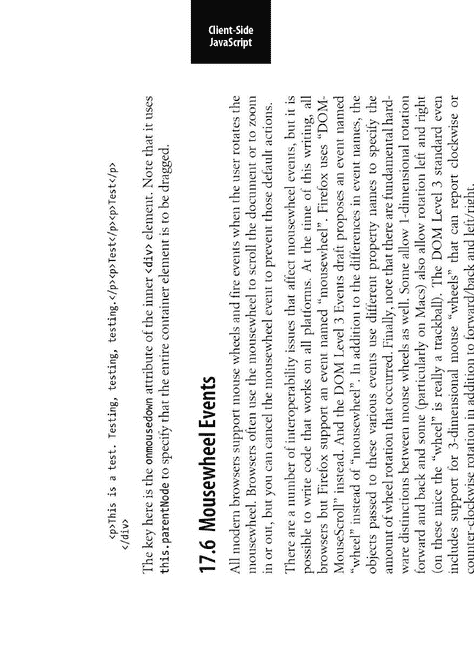 Client-Side
JavaScript
<p>This is a test. Testing, testing, testing.</p><p>Test</p><p>Test</p>
</div>
The key here is the onmousedown attribute of the inner <div> element. Note that it uses
this.parentNode to specify that the entire container element is to be dragged.
17.6 Mousewheel Events
All modern browsers support mouse wheels and fire events when the user rotates the
mousewheel. Browsers often use the mousewheel to scroll the document or to zoom
in or out, but you can cancel the mousewheel event to prevent those default actions.
There are a number of interoperability issues that affect mousewheel events, but it is
possible to write code that works on all platforms. At the time of this writing, all
browsers but Firefox support an event named “mousewheel”. Firefox uses “DOM-
MouseScroll” instead. And the DOM Level 3 Events draft proposes an event named
“wheel” instead of “mousewheel”. In addition to the differences in event names, the
objects passed to these various events use different property names to specify the
amount of wheel rotation that occurred. Finally, note that there are fundamental hard-
ware distinctions between mouse wheels as well. Some allow 1-dimensional rotation
forward and back and some (particularly on Macs) also allow rotation left and right
(on these mice the “wheel” is really a trackball). The DOM Level 3 standard even
includes support for 3-dimensional mouse “wheels” that can report clockwise or
counter-clockwise rotation in addition to forward/back and left/right.